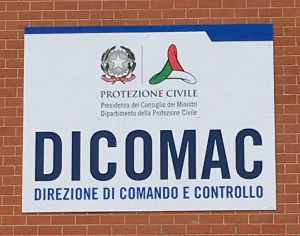 PROTEZIONE CIVILE
Presidenza del Consiglio dei Ministri
Dipartimento della Protezione Civile
DICOMAC
DIREZIONE DI COMANDO E CONTROLLO